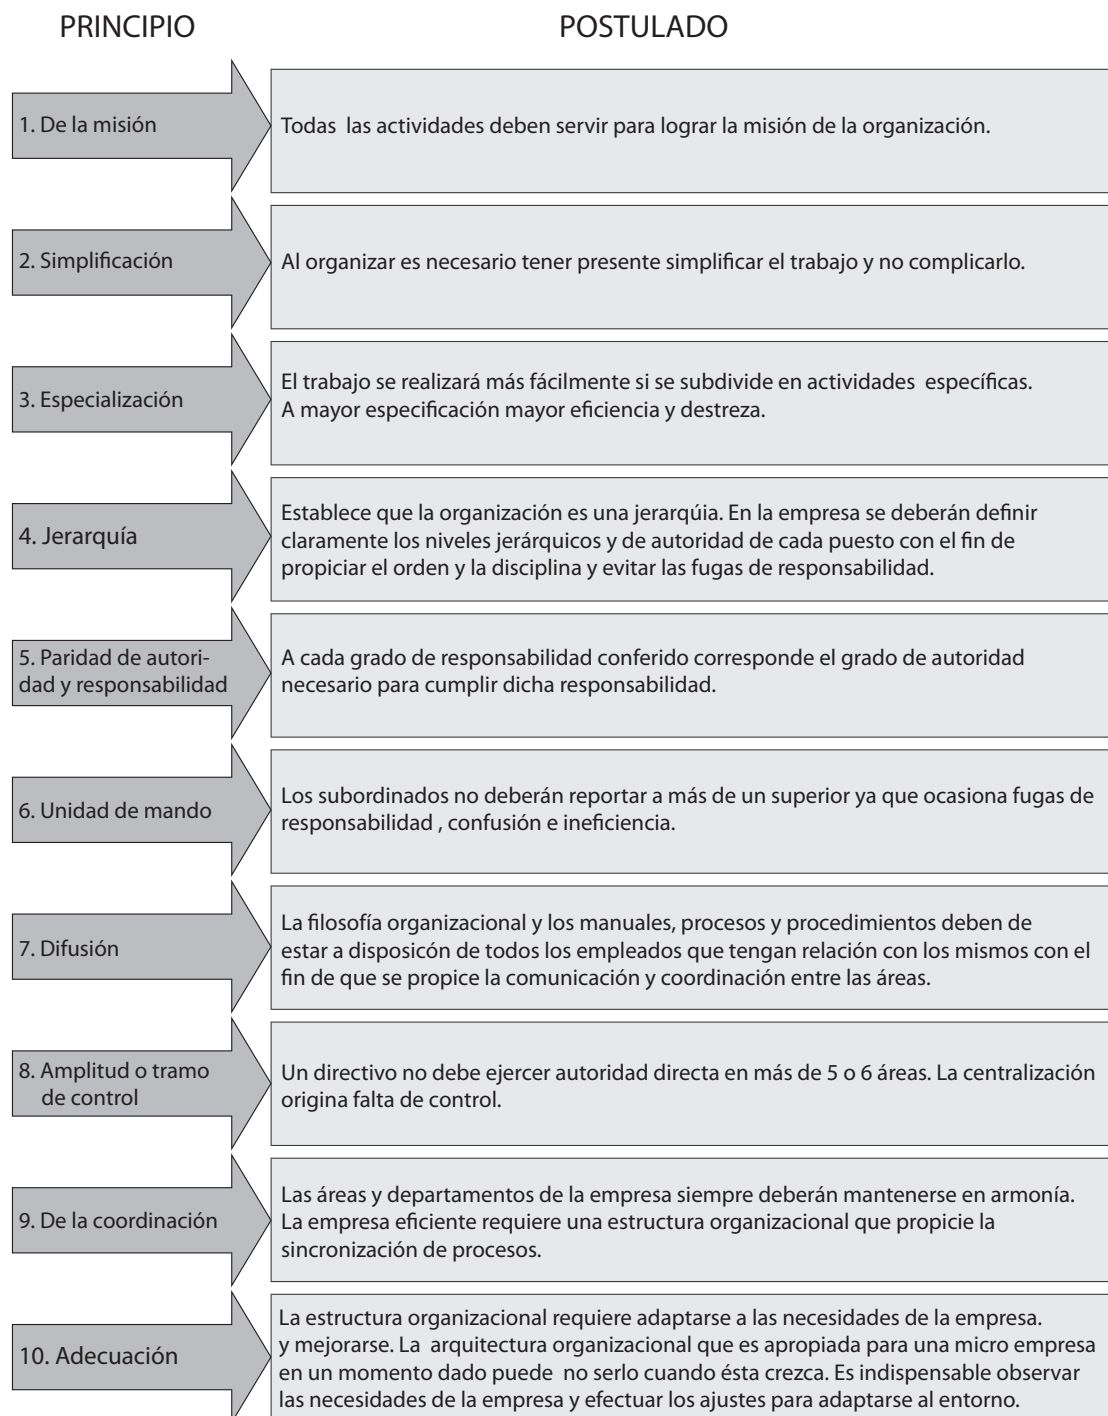 PRINCIPIO
POSTULADO
1. De la misión
Todas las actividades deben servir para lograr la misión de la organización.
2. Simplificación
Al organizar es necesario tener presente simplificar el trabajo y no complicarlo.
3. Especialización
El trabajo se realizará más fácilmente si se subdivide en actividades específicas.
A mayor especificación mayor eficiencia y destreza.
4. Jerarquía
Establece que la organización es una jerarqúia. En la empresa se deberán definir
claramente los niveles jerárquicos y de autoridad de cada puesto con el fin de
propiciar el orden y la disciplina y evitar las fugas de responsabilidad.
5. Paridad de autori-
dad y responsabilidad
A cada grado de responsabilidad conferido corresponde el grado de autoridad
necesario para cumplir dicha responsabilidad.
6. Unidad de mando
Los subordinados no deberán reportar a más de un superior ya que ocasiona fugas de
responsabilidad , confusión e ineficiencia.
7. Difusión
La filosofía organizacional y los manuales, procesos y procedimientos deben de
estar a disposicón de todos los empleados que tengan relación con los mismos con el
fin de que se propice la comunicación y coordinación entre las áreas.
8. Amplitud o tramo
de control
Un directivo no debe ejercer autoridad directa en más de 5 o 6 áreas. La centralización
origina falta de control.
9. De la coordinación
Las áreas y departamentos de la empresa siempre deberán mantenerse en armonía.
La empresa eficiente requiere una estructura organizacional que propicie la
sincronización de procesos.
10. Adecuación
La estructura organizacional requiere adaptarse a las necesidades de la empresa.
y mejorarse. La arquitectura organizacional que es apropiada para una micro empresa
en un momento dado puede no serlo cuando ésta crezca. Es indispensable observar
las necesidades de la empresa y efectuar los ajustes para adaptarse al entorno.